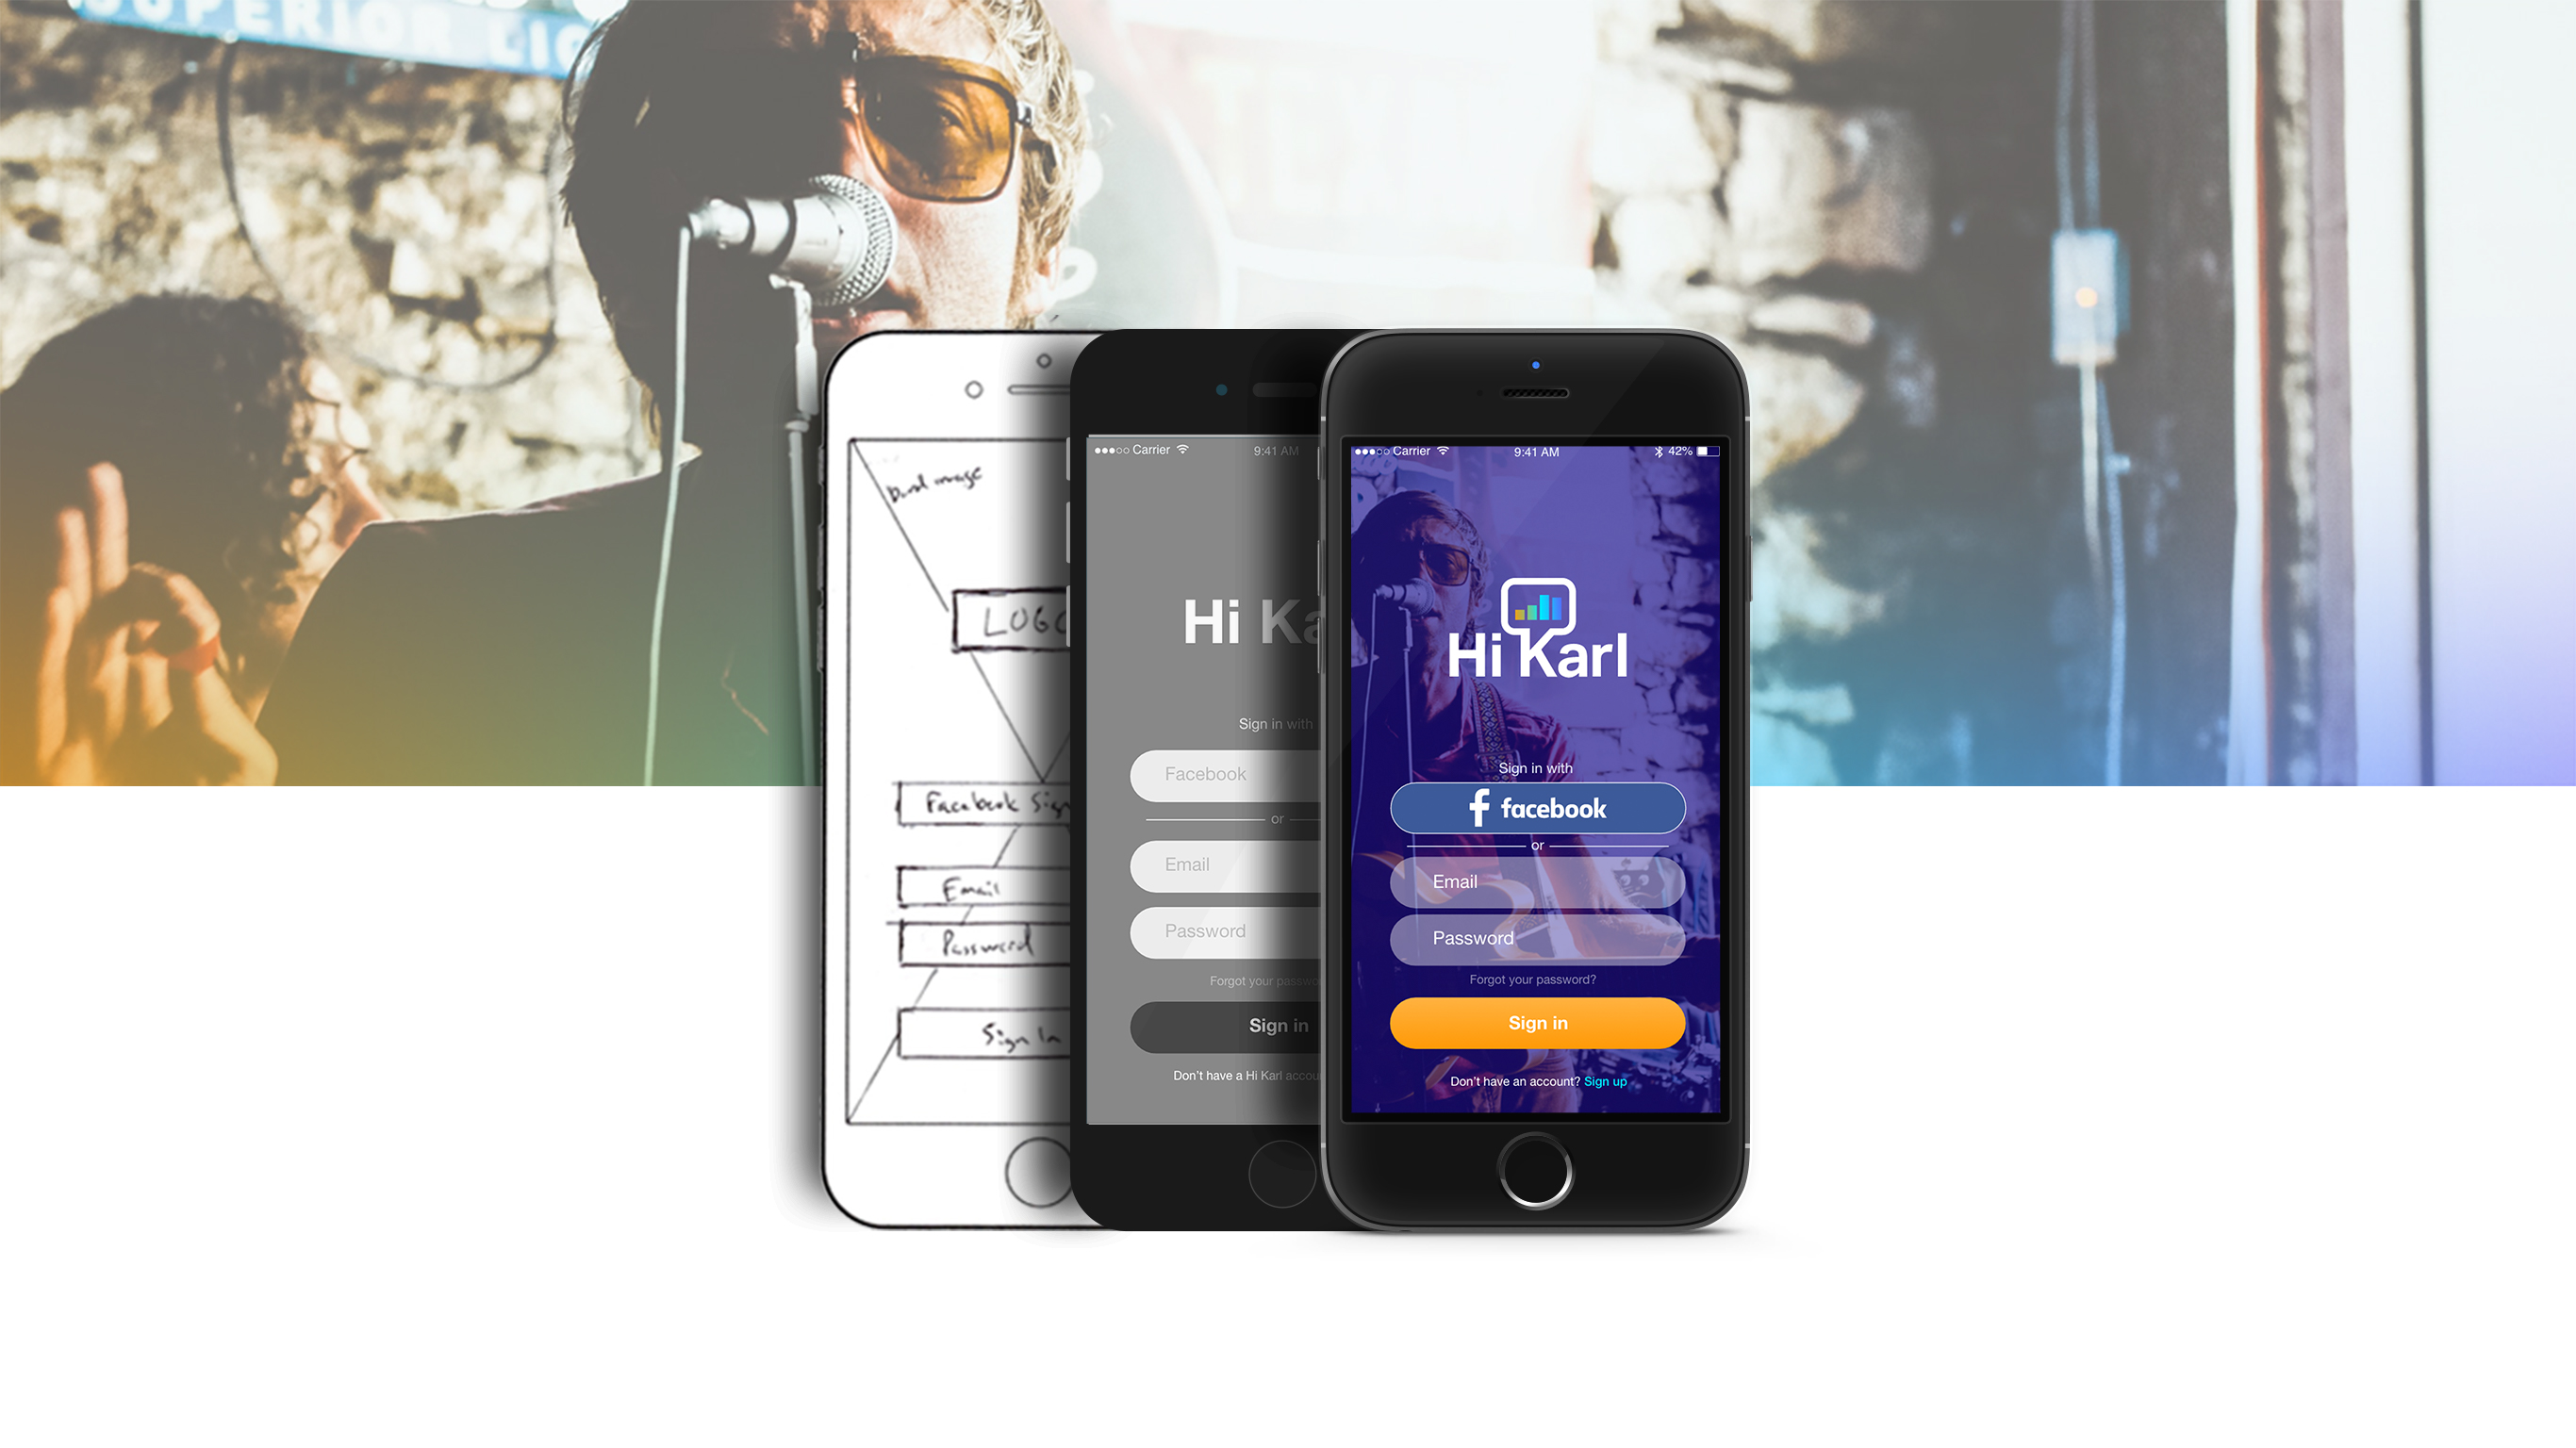 SUPERIOR LIC
Band image
LOGO
Facebook Sign
Email
Password
Sign In
Carrier
9:41 AM
Hi Ka
Sign in with
Facebook
or
Email
Password
Forgot your passwo
Sign in
Don't have a Hi Karl accou
Carrier
9:41 AM
42%
Hi Karl
Sign in with
f facebook
or
Email
Password
Forgot your password?
Sign in
Don't have an account? Sign up